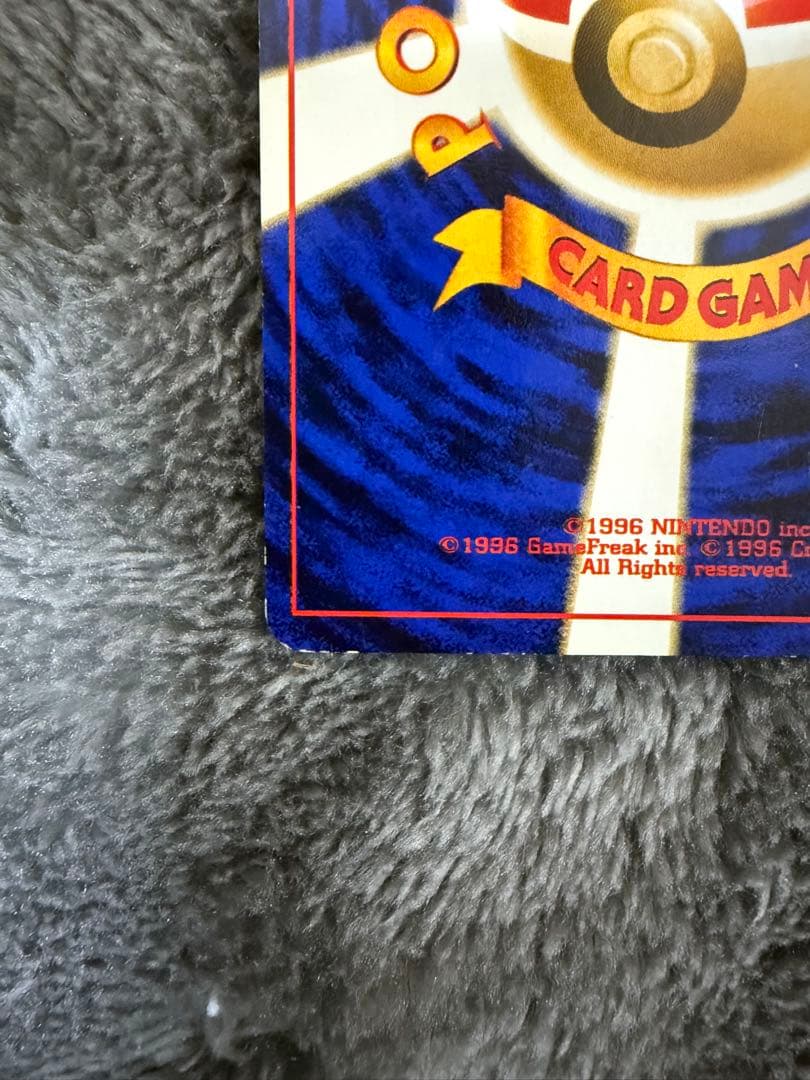 PO
CARD GAM
©1996 NINTENDO inc
©1996 GameFreak inc. ©1996 C
All Rights reserved.